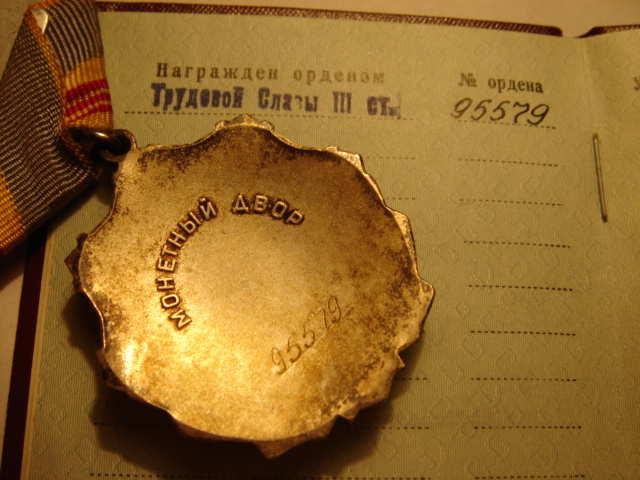 Награжден орденом
№ ордена
Трудовой Славы III ст.
95579
МОНЕТНЫЙ ДВОР
95579